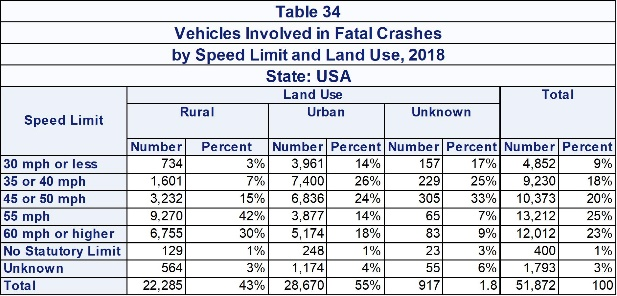 Table 34
Vehicles Involved in Fatal Crashes
by Speed Limit and Land Use, 2018
State: USA
Speed Limit Land Use Total
Rural Urban Unknown
Number Percent Number Percent Number Percent Number Percent
30 mph or less 734 3% 3,961 14% 157 17% 4,852 9%
35 or 40 mph 1,601 7% 7,400 26% 229 25% 9,230 18%
45 or 50 mph 3,232 15% 6,836 24% 305 33% 10,373 20%
55 mph 9,270 42% 3,877 14% 65 7% 13,212 25%
60 mph or higher 6,755 30% 5,174 18% 83 9% 12,012 23%
No Statutory Limit 129 1% 248 1% 23 3% 400 1%
Unknown 564 3% 1,174 4% 55 6% 1,793 3%
Total 22,285 43% 28,670 55% 917 1.8 51,872 100